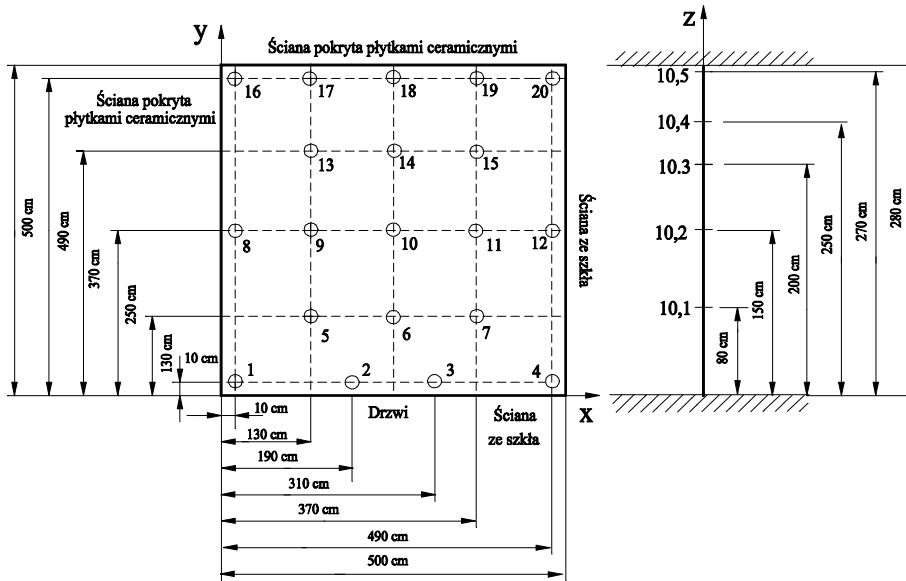 y
Ściana pokryta płytkami ceramicznymi
z
Ściana pokryta
płytkami ceramicznymi
16
17
18
19
20
13
14
15
8
9
10
11
12
5
6
7
1
2
3
4
500 cm
490 cm
370 cm
250 cm
130 cm
10 cm
Ściana ze szkła
Drzwi
Ściana
ze szkła
x
10 cm
130 cm
190 cm
310 cm
370 cm
490 cm
500 cm
10,5
10,4
10.3
10,2
10,1
80 cm
150 cm
200 cm
250 cm
270 cm
280 cm